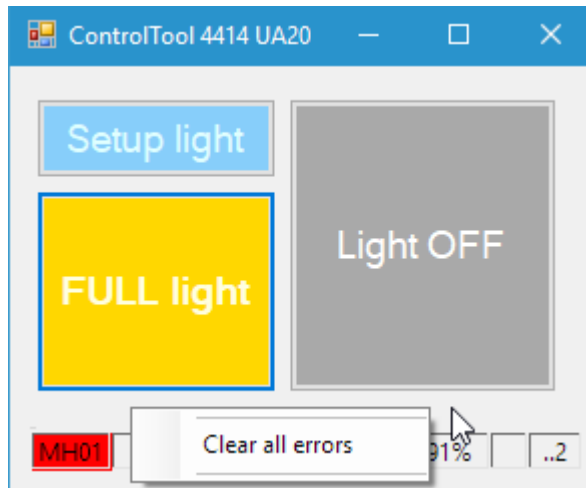 ControlTool 4414 UA20
Setup light
FULL light
Light OFF
MH01
Clear all errors
91%
..2